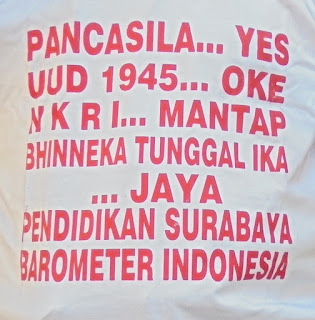 PANCASILA... YES
UUD 1945... OKE
N K R I... MANTAP
BHINNEKA TUNGGAL IKA
... JAYA
PENDIDIKAN SURABAYA
BAROMETER INDONESIA